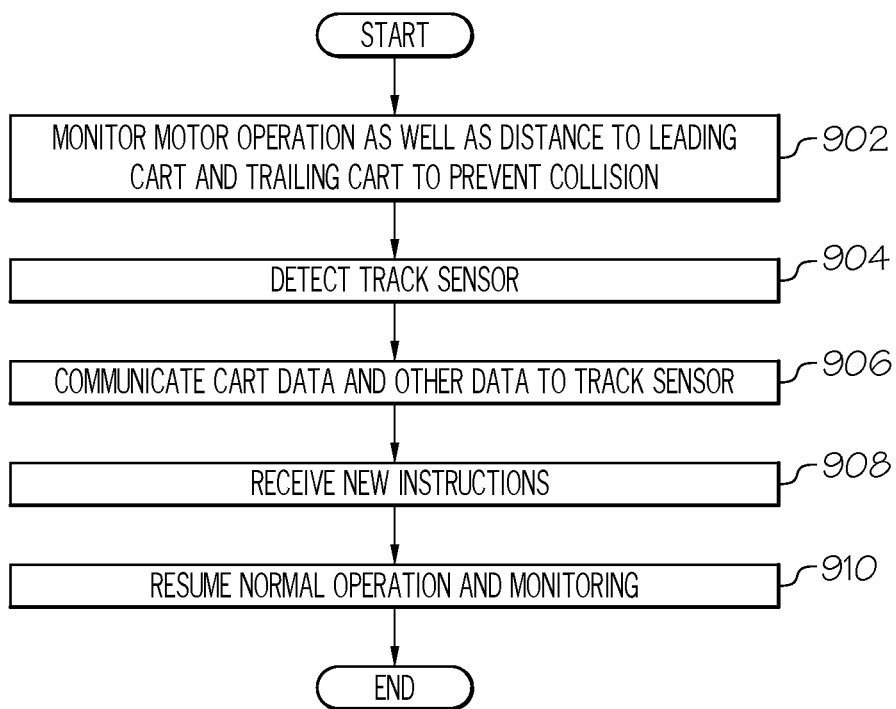 START
MONITOR MOTOR OPERATION AS WELL AS DISTANCE TO LEADING
CART AND TRAILING CART TO PREVENT COLLISION
902
DETECT TRACK SENSOR
904
COMMUNICATE CART DATA AND OTHER DATA TO TRACK SENSOR
906
RECEIVE NEW INSTRUCTIONS
908
RESUME NORMAL OPERATION AND MONITORING
910
END